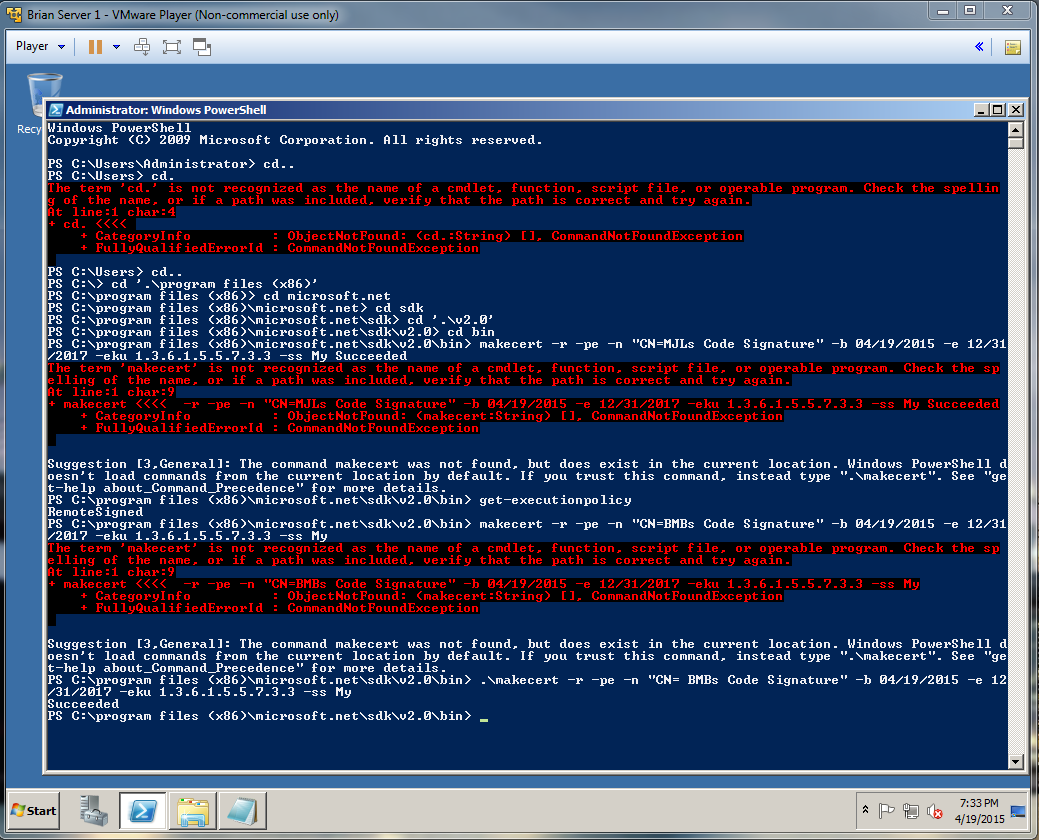 Brian Server 1 - VMware Player (Non-commercial use only)
Player
Recy
Administrator: Windows PowerShell
Windows PowerShell
Copyright (C) 2009 Microsoft Corporation. All rights reserved.
PS C:\Users\Administrator> cd..
PS C:\Users> cd.
The term 'cd.' is not recognized as the name of a cmdlet, function, script file, or operable program. Check the spellin
g of the name, or if a path was included, verify that the path is correct and try again.
At line:1 char:4
+ cd. <<<<
+ CategoryInfo : ObjectNotFound: (cd.:String) [], CommandNotFoundException
+ FullyQualifiedErrorId : CommandNotFoundException
PS C:\Users> cd..
PS C:\> cd '.\program files (x86)'
PS C:\program files (x86)> cd microsoft.net
PS C:\program files (x86)\microsoft.net> cd sdk
PS C:\program files (x86)\microsoft.net\sdk> cd '.\v2.0'
PS C:\program files (x86)\microsoft.net\sdk\v2.0> cd bin
PS C:\program files (x86)\microsoft.net\sdk\v2.0\bin> makecert -r -pe -n "CN=MJLs Code Signature" -b 04/19/2015 -e 12/31
/2017 -eku 1.3.6.1.5.5.7.3.3 -ss My Succeeded
The term 'makecert' is not recognized as the name of a cmdlet, function, script file, or operable program. Check the sp
elling of the name, or if a path was included, verify that the path is correct and try again.
At line:1 char:9
+ makecert <<<<  -r -pe -n "CN=MJLs Code Signature" -b 04/19/2015 -e 12/31/2017 -eku 1.3.6.1.5.5.7.3.3 -ss My Succeeded
+ CategoryInfo : ObjectNotFound: (makecert:String) [], CommandNotFoundException
+ FullyQualifiedErrorId : CommandNotFoundException
Suggestion [3,General]: The command makecert was not found, but does exist in the current location. Windows PowerShell d
oesn't load commands from the current location by default. If you trust this command, instead type ".\makecert". See "ge
t-help about_Command_Precedence" for more details.
PS C:\program files (x86)\microsoft.net\sdk\v2.0\bin> get-executionpolicy
RemoteSigned
PS C:\program files (x86)\microsoft.net\sdk\v2.0\bin> makecert -r -pe -n "CN=BMBs Code Signature" -b 04/19/2015 -e 12/31
/2017 -eku 1.3.6.1.5.5.7.3.3 -ss My
The term 'makecert' is not recognized as the name of a cmdlet, function, script file, or operable program. Check the sp
elling of the name, or if a path was included, verify that the path is correct and try again.
At line:1 char:9
+ makecert <<<<  -r -pe -n "CN=BMBs Code Signature" -b 04/19/2015 -e 12/31/2017 -eku 1.3.6.1.5.5.7.3.3 -ss My
+ CategoryInfo : ObjectNotFound: (makecert:String) [], CommandNotFoundException
+ FullyQualifiedErrorId : CommandNotFoundException
Suggestion [3,General]: The command makecert was not found, but does exist in the current location. Windows PowerShell d
oesn't load commands from the current location by default. If you trust this command, instead type ".\makecert". See "ge
t-help about_Command_Precedence" for more details.
PS C:\program files (x86)\microsoft.net\sdk\v2.0\bin> .\makecert -r -pe -n "CN= BMBs Code Signature" -b 04/19/2015 -e 12
/31/2017 -eku 1.3.6.1.5.5.7.3.3 -ss My
Succeeded
PS C:\program files (x86)\microsoft.net\sdk\v2.0\bin> _
Start
7:33 PM
4/19/2015